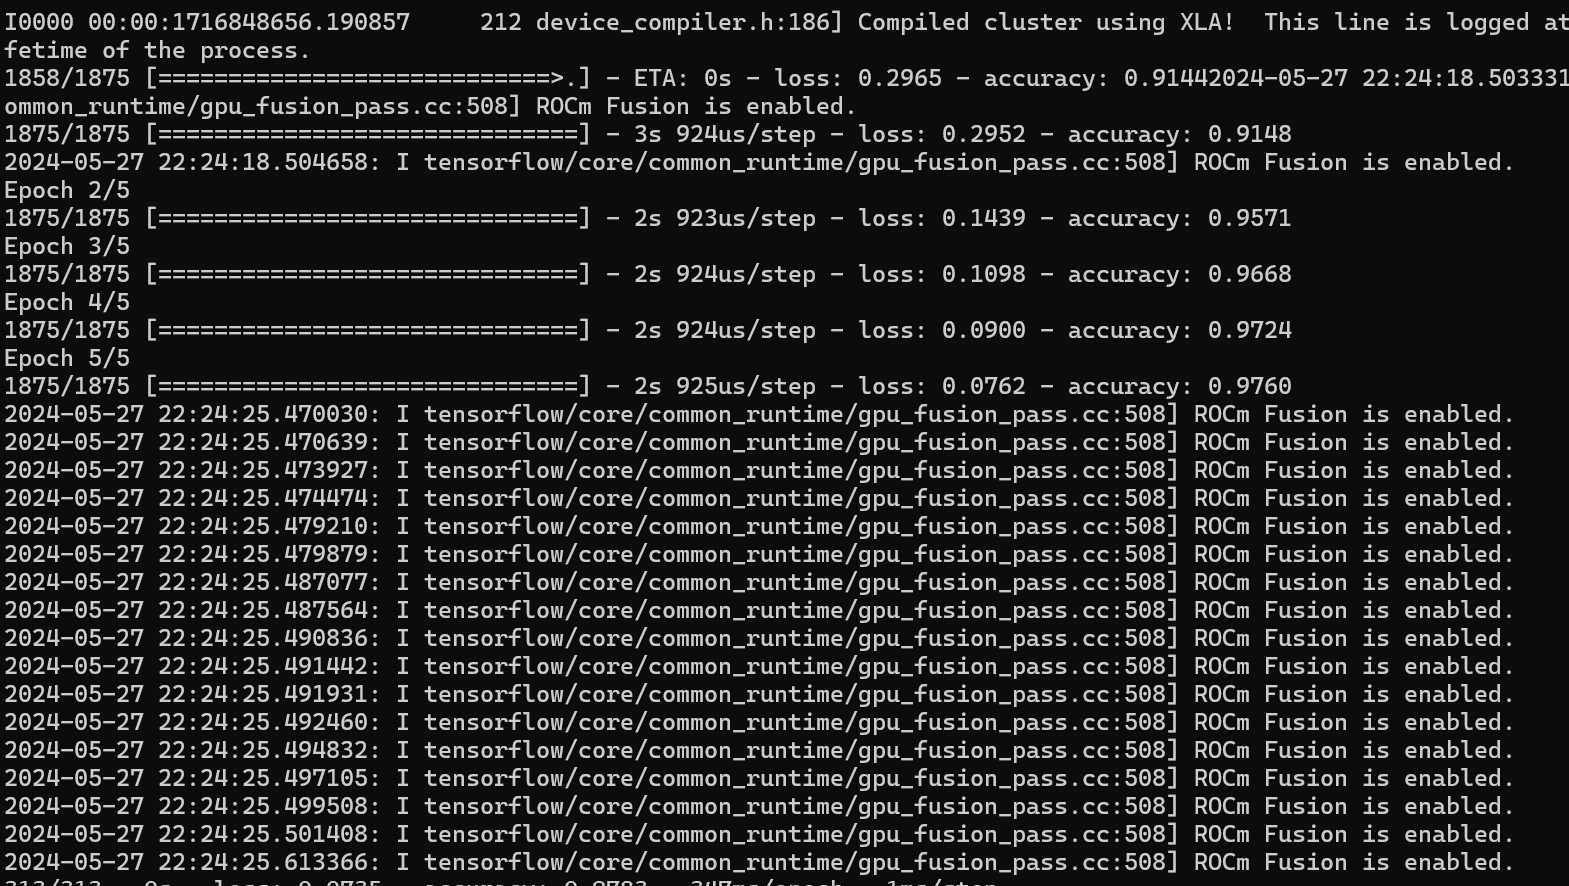 I0000 00:00:1716848656.190857     212 device_compiler.h:186] Compiled cluster using XLA!  This line is logged at
fetime of the process.
1858/1875 [============================>.] - ETA: 0s - loss: 0.2965 - accuracy: 0.91442024-05-27 22:24:18.503331
ommon_runtime/gpu_fusion_pass.cc:508] ROCm Fusion is enabled.
1875/1875 [==============================] - 3s 924us/step - loss: 0.2952 - accuracy: 0.9148
2024-05-27 22:24:18.504658: I tensorflow/core/common_runtime/gpu_fusion_pass.cc:508] ROCm Fusion is enabled.
Epoch 2/5
1875/1875 [==============================] - 2s 923us/step - loss: 0.1439 - accuracy: 0.9571
Epoch 3/5
1875/1875 [==============================] - 2s 924us/step - loss: 0.1098 - accuracy: 0.9668
Epoch 4/5
1875/1875 [==============================] - 2s 924us/step - loss: 0.0900 - accuracy: 0.9724
Epoch 5/5
1875/1875 [==============================] - 2s 925us/step - loss: 0.0762 - accuracy: 0.9760
2024-05-27 22:24:25.470030: I tensorflow/core/common_runtime/gpu_fusion_pass.cc:508] ROCm Fusion is enabled.
2024-05-27 22:24:25.470639: I tensorflow/core/common_runtime/gpu_fusion_pass.cc:508] ROCm Fusion is enabled.
2024-05-27 22:24:25.473927: I tensorflow/core/common_runtime/gpu_fusion_pass.cc:508] ROCm Fusion is enabled.
2024-05-27 22:24:25.474474: I tensorflow/core/common_runtime/gpu_fusion_pass.cc:508] ROCm Fusion is enabled.
2024-05-27 22:24:25.479210: I tensorflow/core/common_runtime/gpu_fusion_pass.cc:508] ROCm Fusion is enabled.
2024-05-27 22:24:25.479879: I tensorflow/core/common_runtime/gpu_fusion_pass.cc:508] ROCm Fusion is enabled.
2024-05-27 22:24:25.487077: I tensorflow/core/common_runtime/gpu_fusion_pass.cc:508] ROCm Fusion is enabled.
2024-05-27 22:24:25.487564: I tensorflow/core/common_runtime/gpu_fusion_pass.cc:508] ROCm Fusion is enabled.
2024-05-27 22:24:25.490836: I tensorflow/core/common_runtime/gpu_fusion_pass.cc:508] ROCm Fusion is enabled.
2024-05-27 22:24:25.491442: I tensorflow/core/common_runtime/gpu_fusion_pass.cc:508] ROCm Fusion is enabled.
2024-05-27 22:24:25.491931: I tensorflow/core/common_runtime/gpu_fusion_pass.cc:508] ROCm Fusion is enabled.
2024-05-27 22:24:25.492460: I tensorflow/core/common_runtime/gpu_fusion_pass.cc:508] ROCm Fusion is enabled.
2024-05-27 22:24:25.494832: I tensorflow/core/common_runtime/gpu_fusion_pass.cc:508] ROCm Fusion is enabled.
2024-05-27 22:24:25.497105: I tensorflow/core/common_runtime/gpu_fusion_pass.cc:508] ROCm Fusion is enabled.
2024-05-27 22:24:25.499508: I tensorflow/core/common_runtime/gpu_fusion_pass.cc:508] ROCm Fusion is enabled.
2024-05-27 22:24:25.501408: I tensorflow/core/common_runtime/gpu_fusion_pass.cc:508] ROCm Fusion is enabled.
2024-05-27 22:24:25.613366: I tensorflow/core/common_runtime/gpu_fusion_pass.cc:508] ROCm Fusion is enabled.